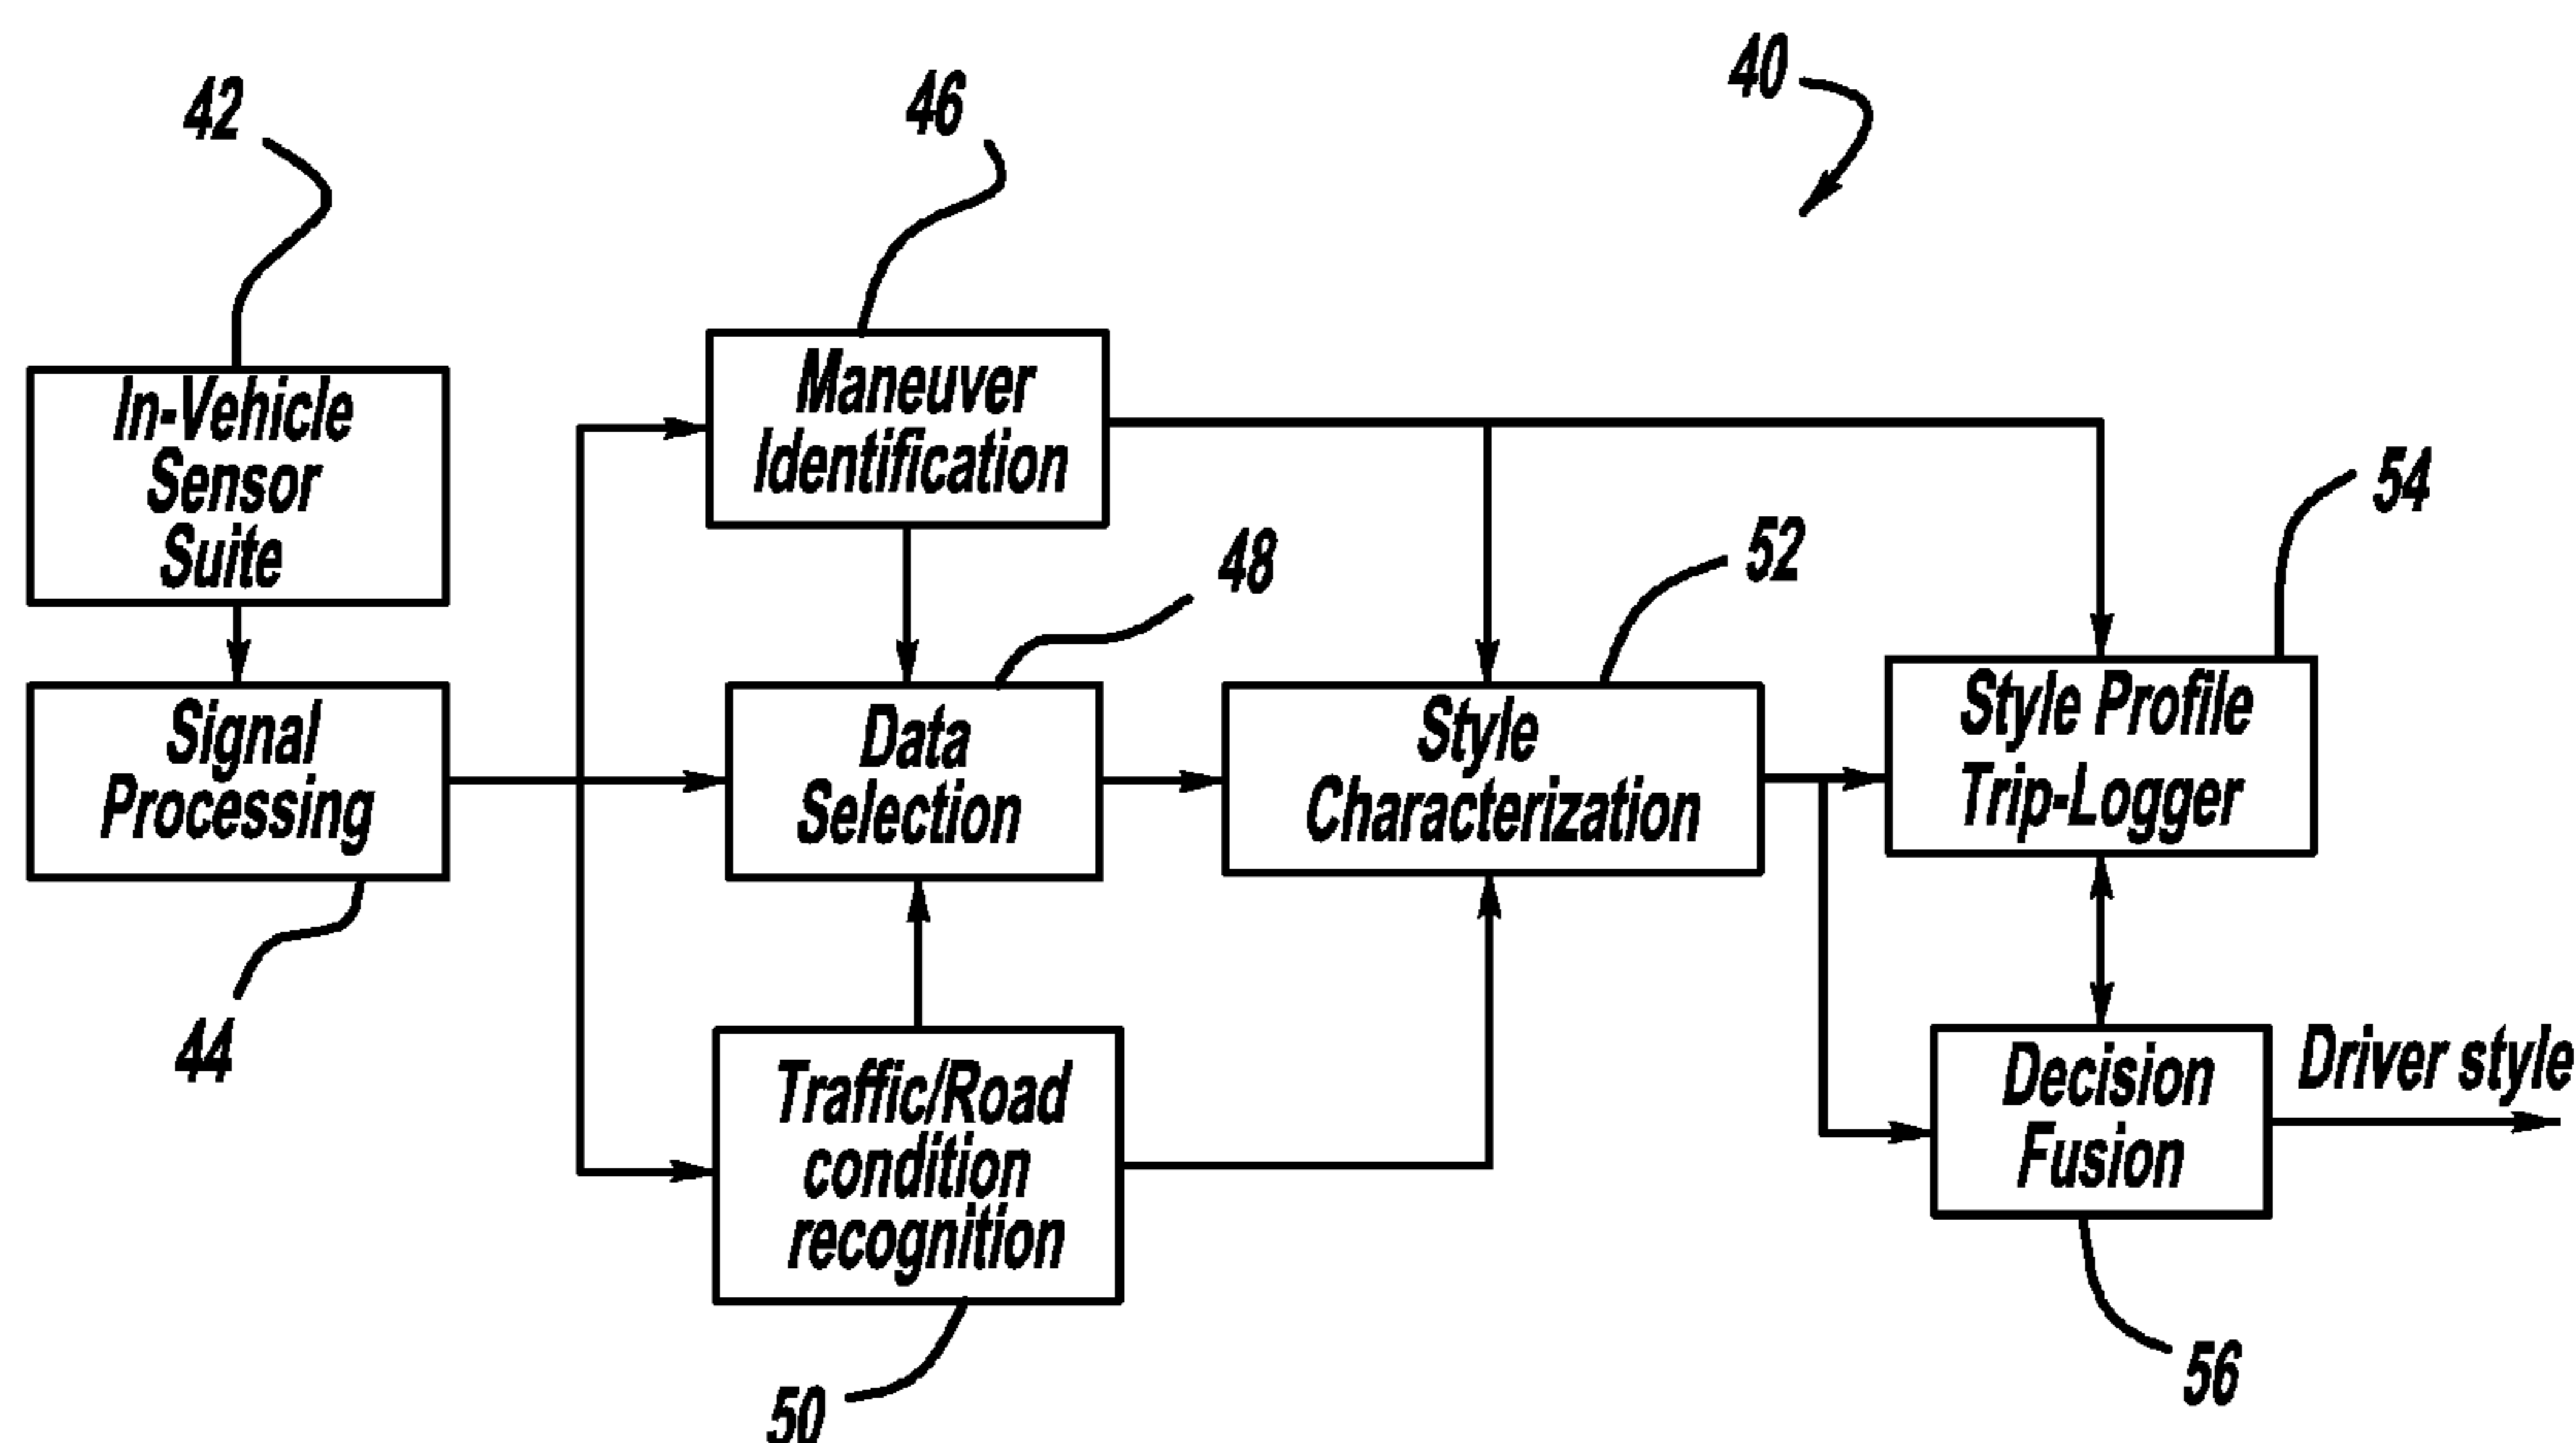 42
46
40
In-Vehicle
Sensor
Suite
Maneuver
Identification
54
48
52
Signal
Processing
Data
Selection
Style
Characterization
Style Profile
Trip-Logger
44
Traffic/Road
condition
recognition
Decision
Fusion
Driver style
50
56